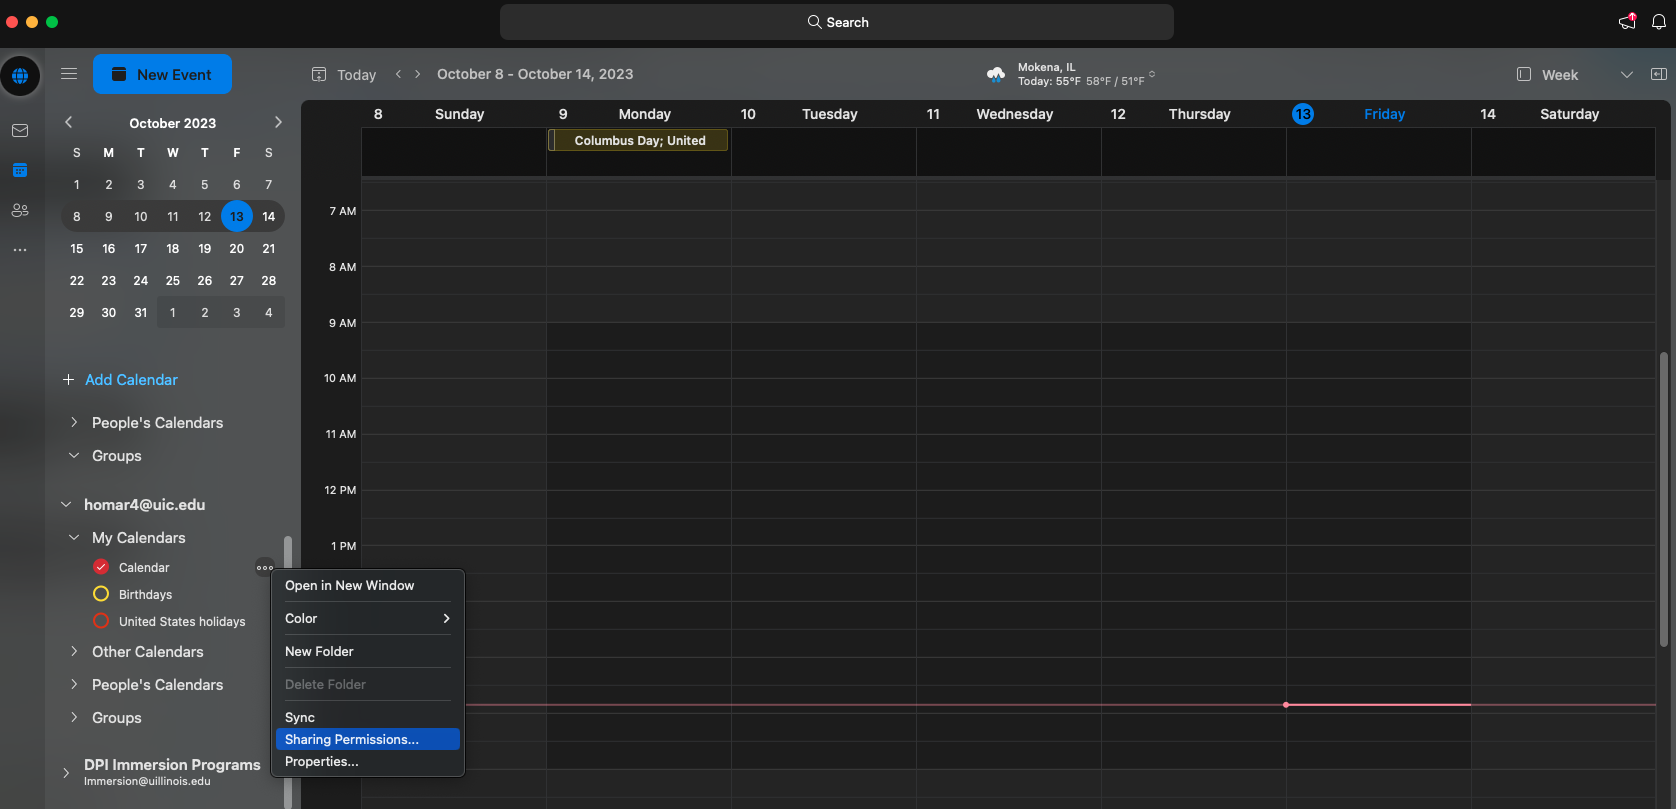 Search
New Event
Today
October 8 - October 14, 2023
Mokena, IL
Today: 55°F 58°F / 51°F
Week
October 2023
S M T W T F S
1 2 3 4 5 6 7
8 9 10 11 12 13 14
15 16 17 18 19 20 21
22 23 24 25 26 27 28
29 30 31 1 2 3 4
Add Calendar
People's Calendars
Groups
homar4@uic.edu
My Calendars
Calendar
Birthdays
United States holidays
Other Calendars
People's Calendars
Groups
DPI Immersion Programs
Immersion@uillinois.edu
8 Sunday 9 Monday 10 Tuesday 11 Wednesday 12 Thursday 13 Friday 14 Saturday
Columbus Day; United
7 AM
8 AM
9 AM
10 AM
11 AM
12 PM
1 PM
Open in New Window
Color
New Folder
Delete Folder
Sync
Sharing Permissions...
Properties...